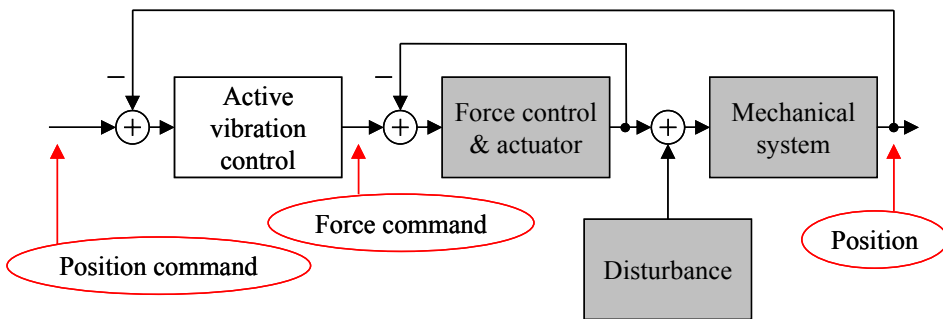 −
−
+
Active
vibration
control
+
Force control
& actuator
+
Mechanical
system
Force command
Position
Position command
Disturbance